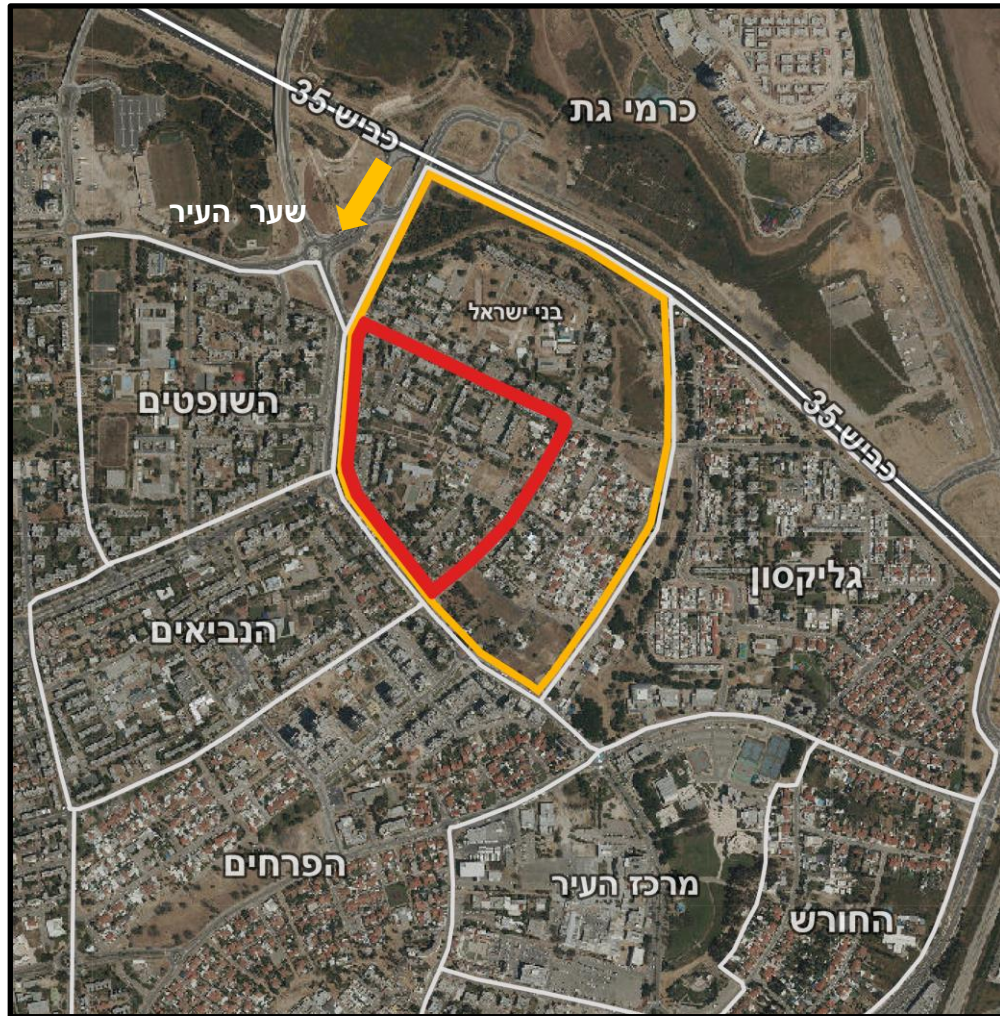 כביש 35
כרמי גת
שער העיר
בני ישראל
השופטים
כביש 35
גליקסון
הנביאים
הפרחים
מרכז העיר
החורש